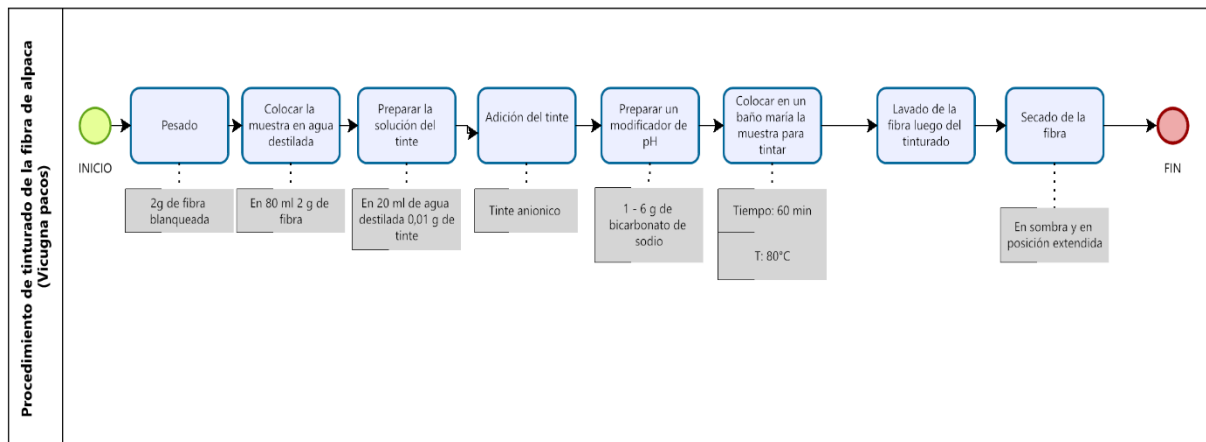 Procedimiento de tinturado de la fibra de alpaca
(Vicugna pacos)
INICIO
Pesado
2g de fibra
blanqueada
Colocar la
muestra en agua
destilada
En 80 ml 2 g de
fibra
Preparar la
solución del
tinte
En 20 ml de agua
destilada 0,01 g de
tinte
Adición del tinte
Tinte anionico
Preparar un
modificador de
pH
1 - 6 g de
bicarbonato de
sodio
Colocar en un
baño maría la
muestra para
tintar
Tiempo: 60 min
T: 80°C
Lavado de la
fibra luego del
tinturado
Secado de la
fibra
En sombra y en
posición extendida
FIN